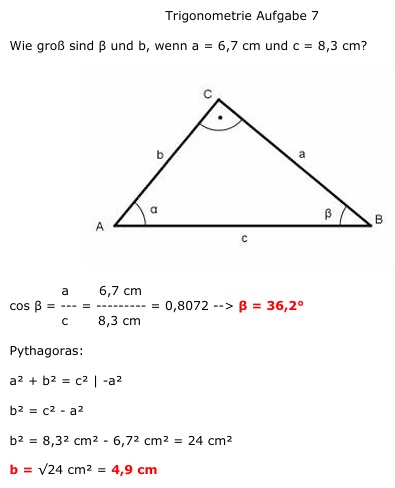 Trigonometrie Aufgabe 7
Wie groß sind β und b, wenn a = 6,7 cm und c = 8,3 cm?
C
b
a
α
β
A
B
c
a 6,7 cm
cos β = --- = --------- = 0,8072 --> β = 36,2°
c 8,3 cm
Pythagoras:
a² + b² = c² | -a²
b² = c² - a²
b² = 8,3² cm² - 6,7² cm² = 24 cm²
b = √24 cm² = 4,9 cm